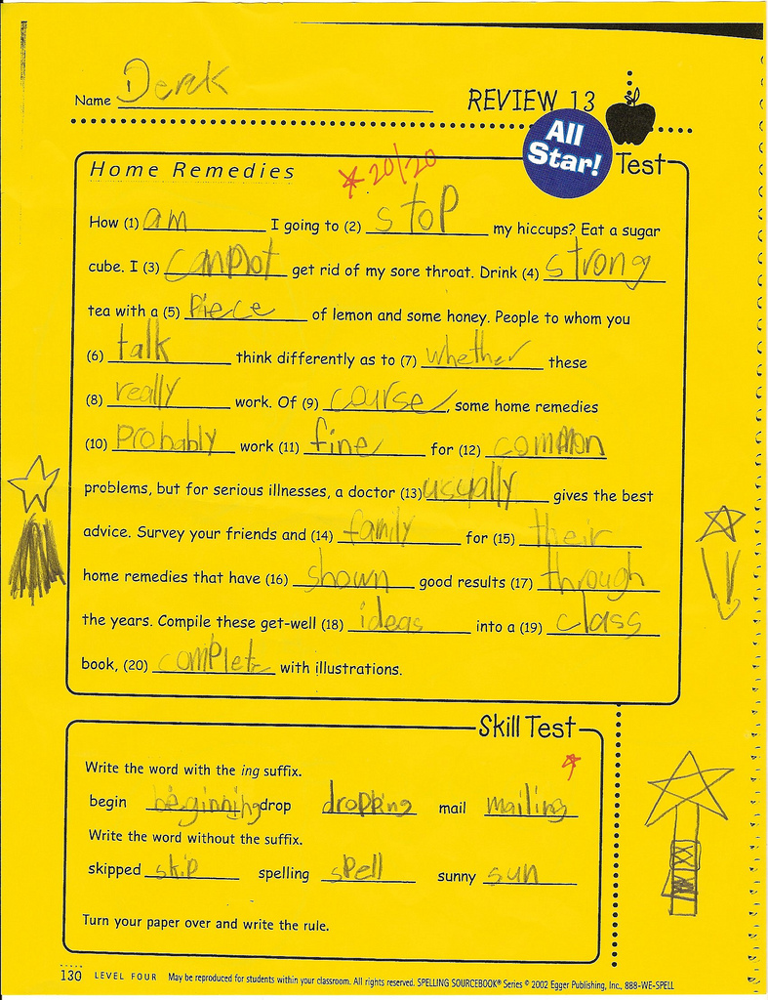 Name Derek
REVIEW 13
All Star! Test
Home Remedies
* 20/20
How (1) am I going to (2) stop my hiccups? Eat a sugar
cube. I (3) cannot get rid of my sore throat. Drink (4) strong
tea with a (5) Piece of lemon and some honey. People to whom you
(6) talk think differently as to (7) whether these
(8) really work. Of (9) course, some home remedies
(10) probably work (11) fine for (12) common
problems, but for serious illnesses, a doctor (13) usually gives the best
advice. Survey your friends and (14) family for (15) their
home remedies that have (16) shown good results (17) through
the years. Compile these get-well (18) ideas into a (19) class
book, (20) complete with illustrations.
Skill Test
Write the word with the ing suffix.
begin beginning drop dropping mail mailing
Write the word without the suffix.
skipped skip spelling spell sunny sun
Turn your paper over and write the rule.
130 LEVEL FOUR May be reproduced for students within your classroom. All rights reserved. SPELLING SOURCEBOOK® Series © 2002 Egger Publishing, Inc., 888-WE-SPELL